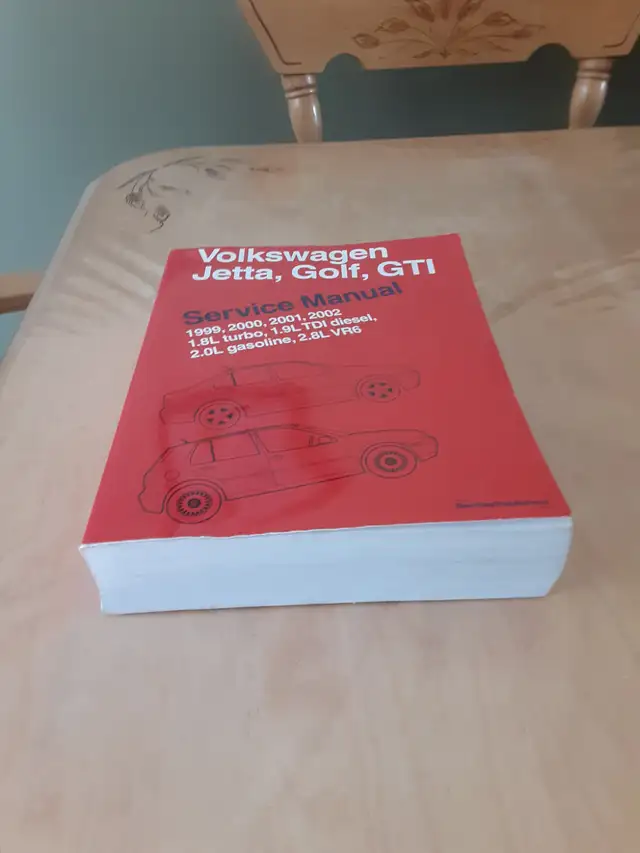 Volkswagen
Jetta, Golf, GTI
Service Manual
1999, 2000, 2001, 2002
1.8L turbo, 1.9L TDI diesel,
2.0L gasoline, 2.8L VR6